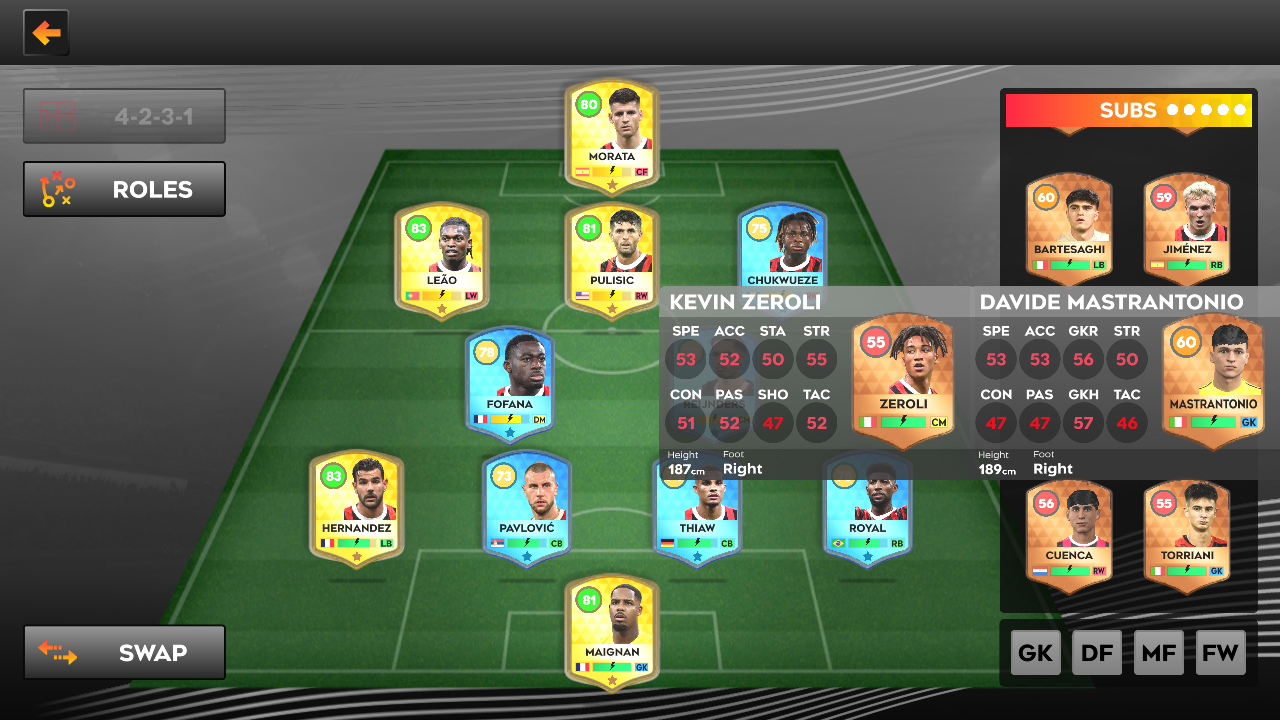 4-2-3-1
ROLES
SUBS
80
MORATA
CF
83
LEÃO
LW
81
PULISIC
RW
75
CHUKWUEZE
60
BARTESAGHI
LB
59
JIMÉNEZ
RB
KEVIN ZEROLI
SPE ACC STA STR
53 52 50 55
CON PAS SHO TAC
51 52 47 52
Height Foot
187cm Right
55
ZEROLI
CM
DAVIDE MASTRANTONIO
SPE ACC GKR STR
53 53 56 50
CON PAS GKH TAC
47 47 57 46
Height Foot
189cm Right
60
MASTRANTONIO
GK
78
FOFANA
DM
REIJNDERS
83
HERNANDEZ
LB
73
PAVLOVIĆ
CB
THIAW
CB
ROYAL
RB
56
CUENCA
RW
55
TORRIANI
GK
81
MAIGNAN
GK
SWAP
GK DF MF FW